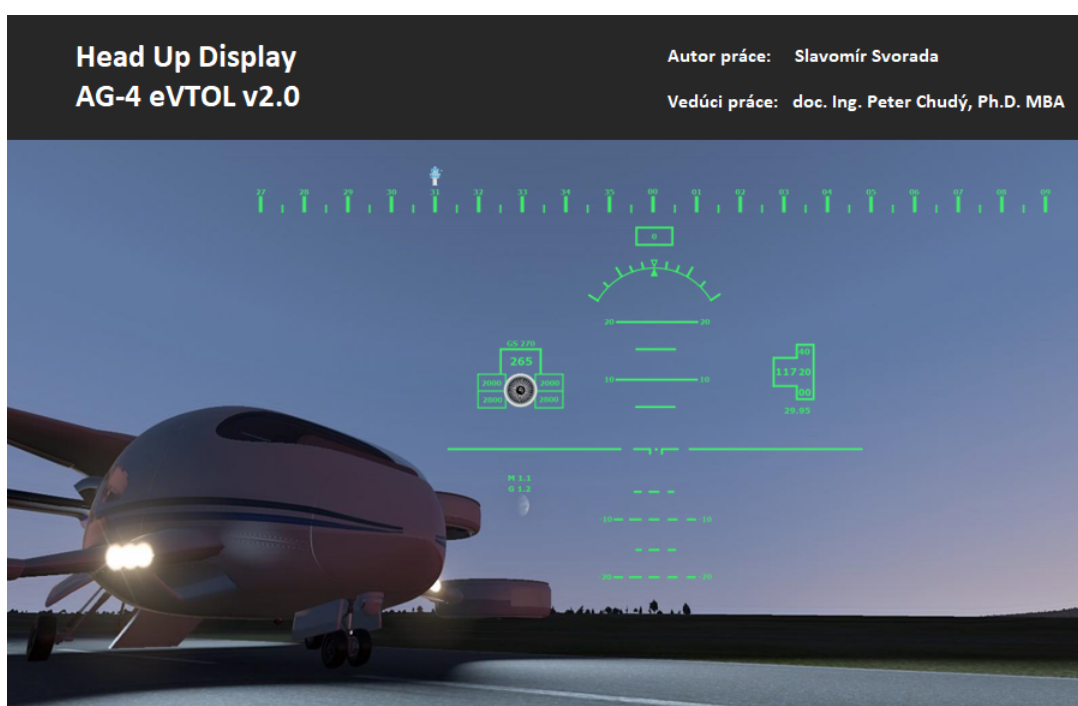 Head Up Display
AG-4 eVTOL v2.0
Autor práce: Slavomír Svorada
Vedúci práce: doc. Ing. Peter Chudý, Ph.D. MBA
27 28 29 30 31 32 33 34 35 00 01 02 03 04 05 06 07 08 09
0
20 20
GS 270
265
40
117 20
00
29.95
10 10
2000 2000
2000 2000
M 1.1
G 1.2
10 10
-20 -20